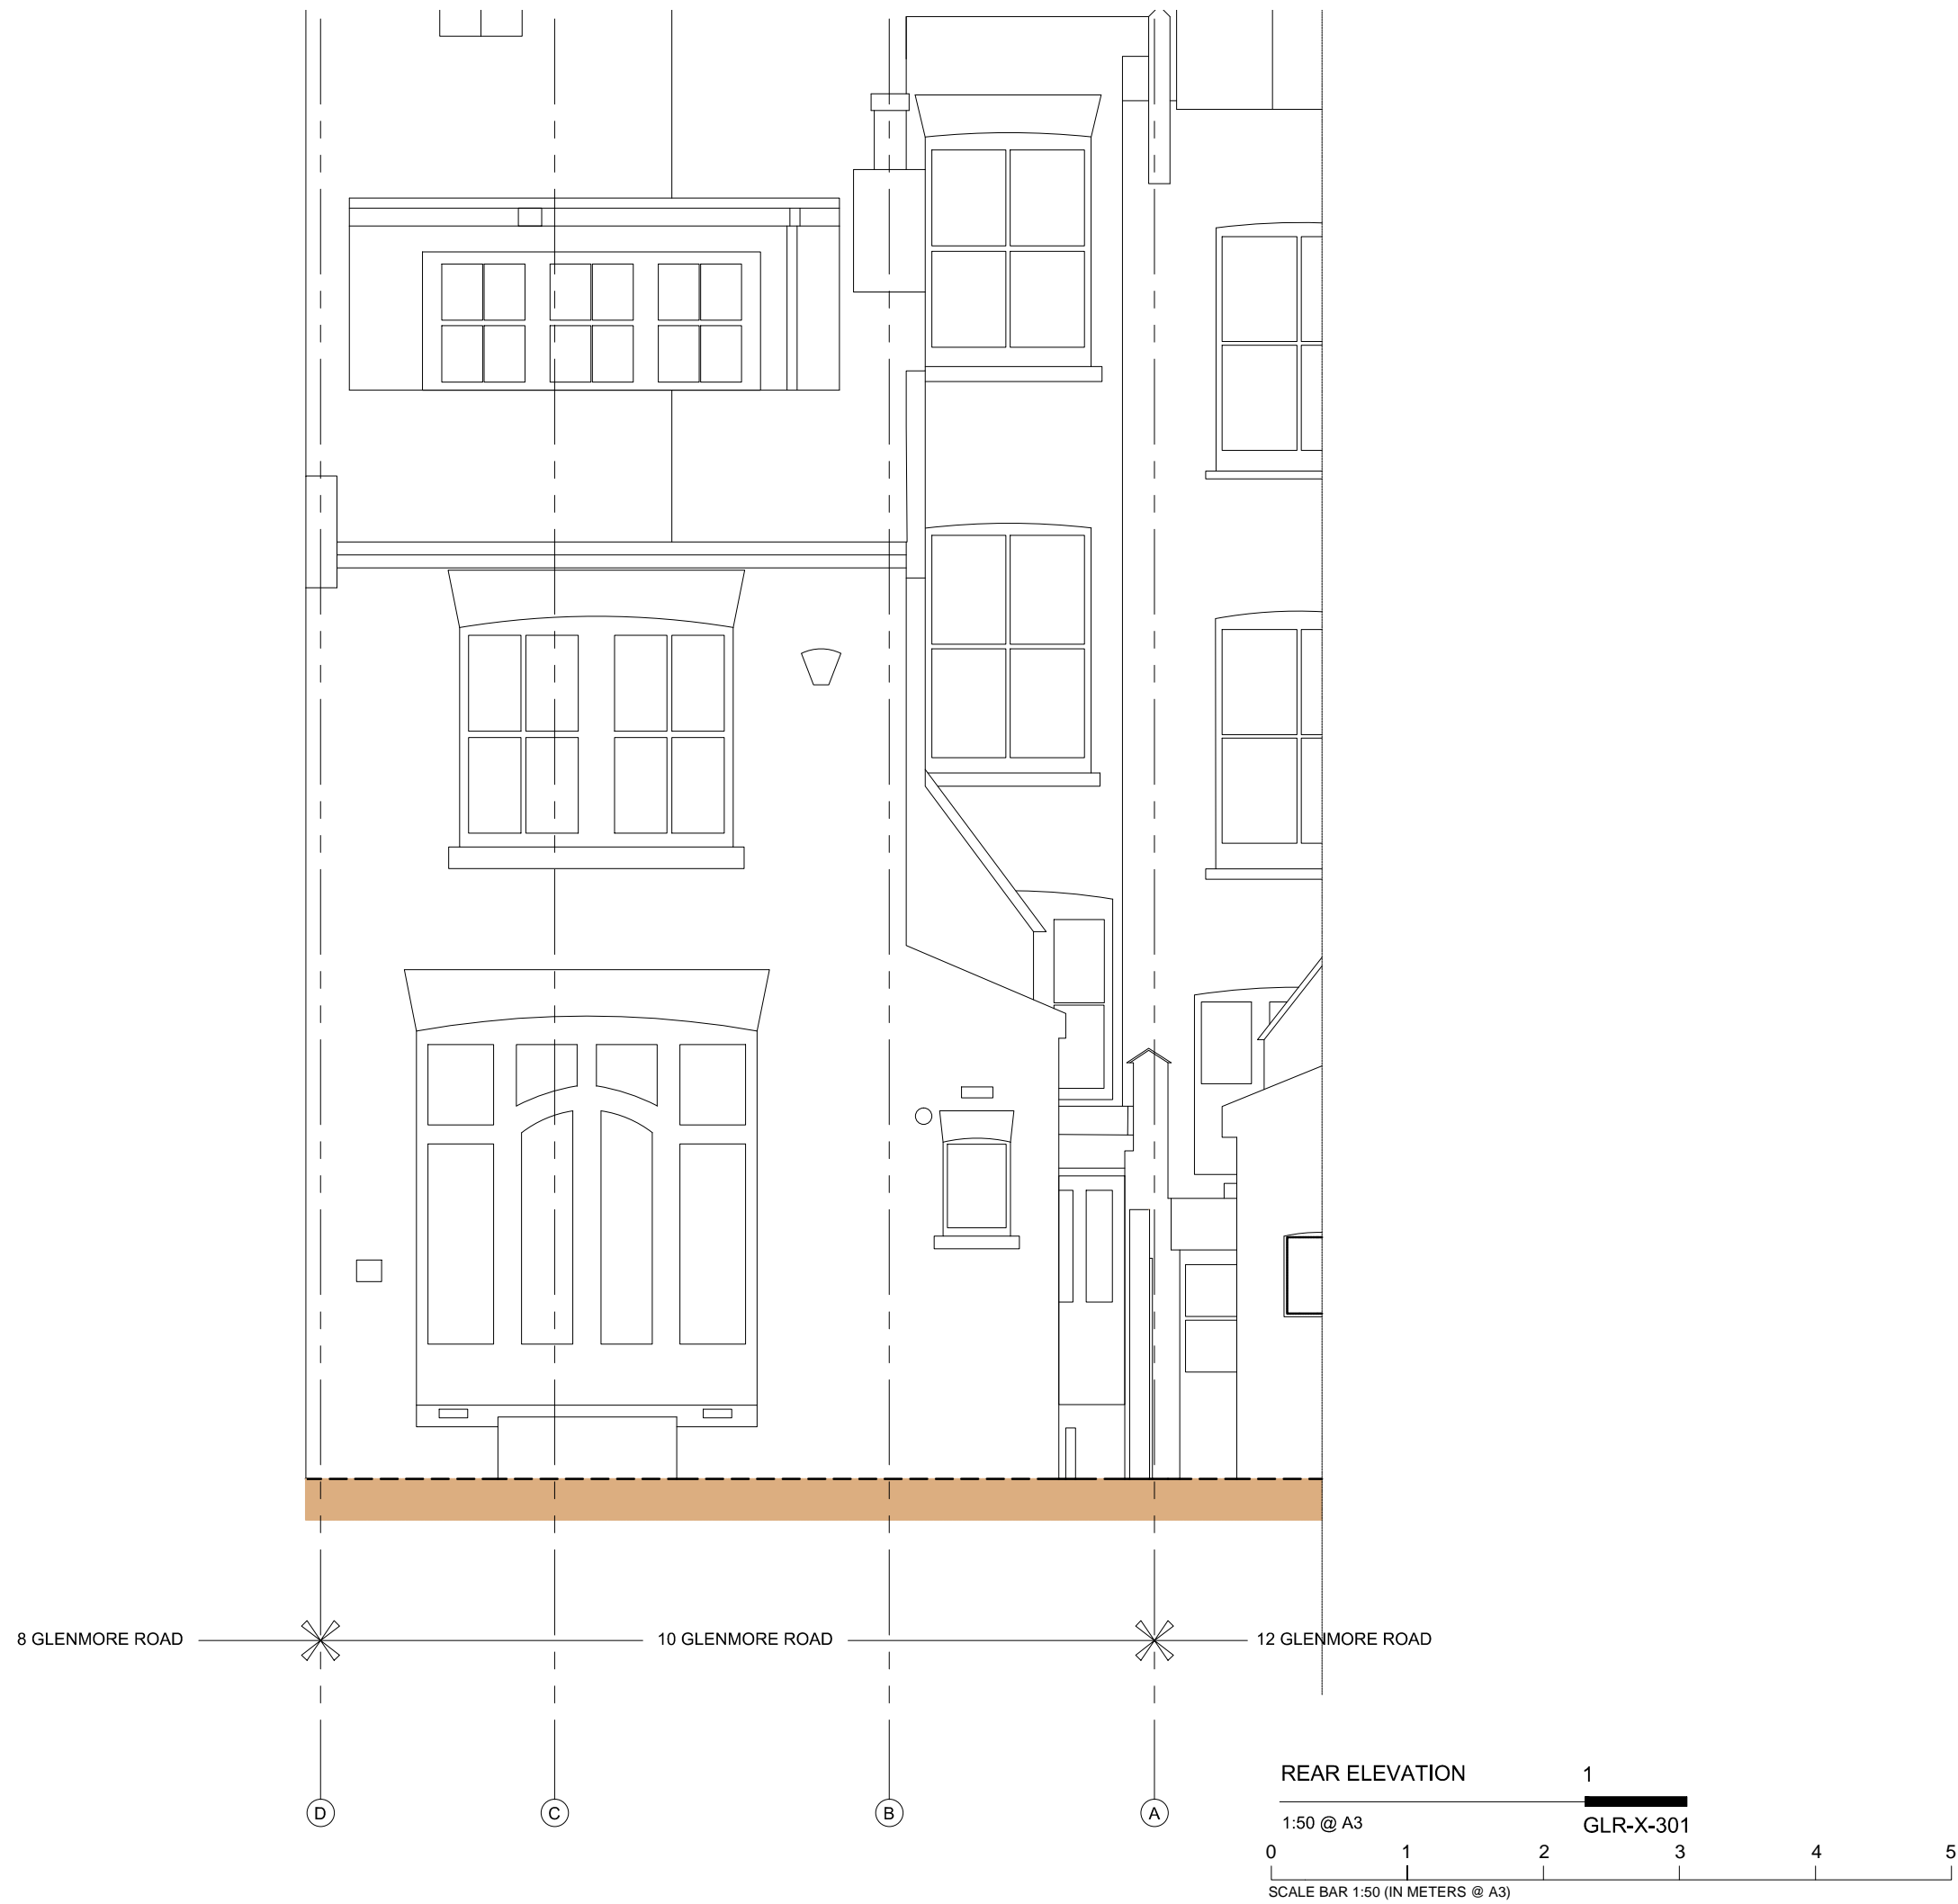 8 GLENMORE ROAD
10 GLENMORE ROAD
12 GLENMORE ROAD
D
C
B
A
REAR ELEVATION 1
1:50 @ A3 GLR-X-301
0 1 2 3 4 5
SCALE BAR 1:50 (IN METERS @ A3)